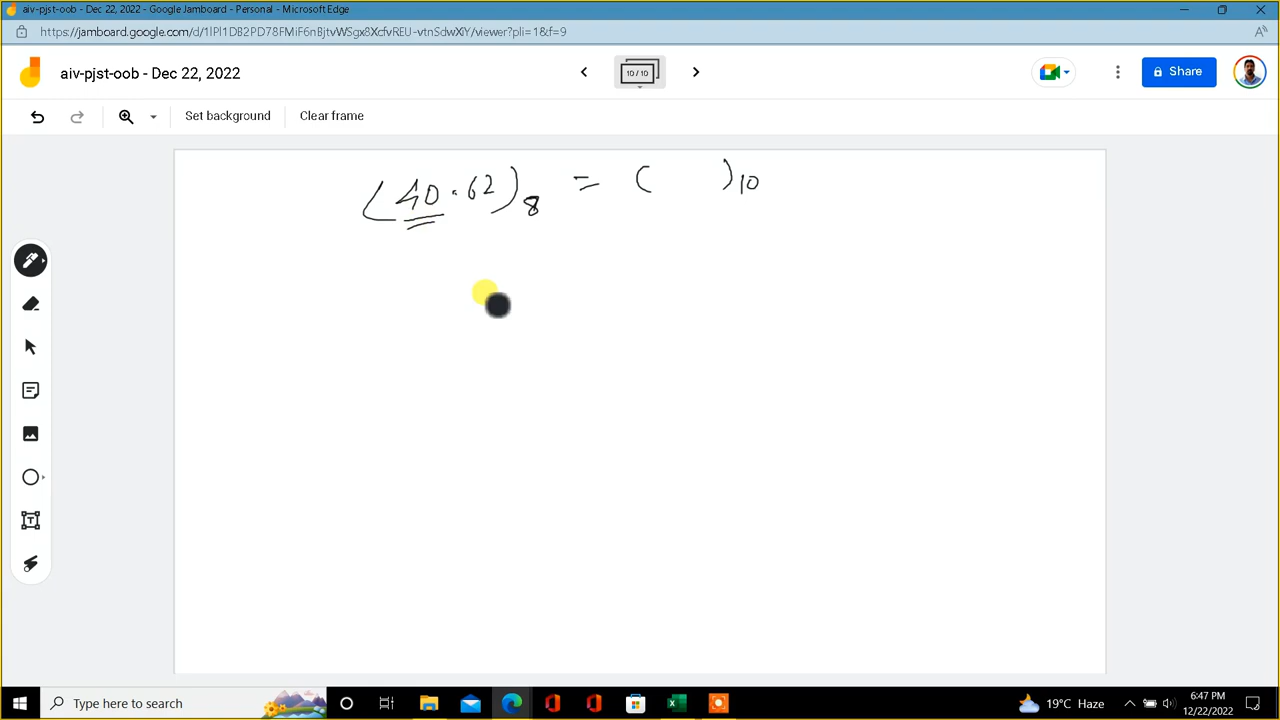 aiv-pjst-oob - Dec 22, 2022 - Google Jamboard - Personal - Microsoft Edge
https://jamboard.google.com/d/1lPl1DB2PD78FMiF6nBjtvWSgx8XcfvREU-vtnSdwXlY/viewer?pli=1&f=9
aiv-pjst-oob - Dec 22, 2022
10 / 10
Share
Set background
Clear frame
(40.62)8 = ( )10
Type here to search
19°C Haze
6:47 PM
12/22/2022